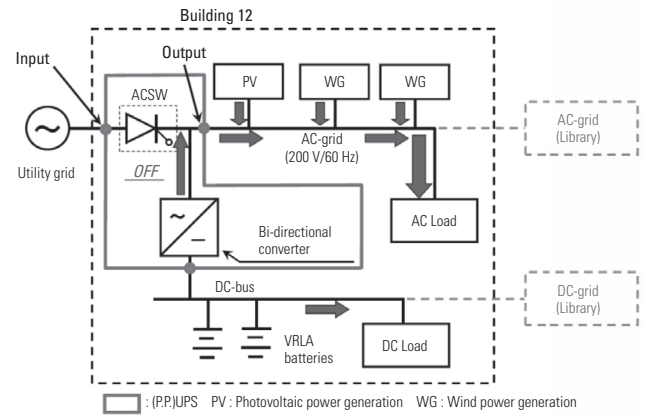 Building 12
Input
Output
ACSW
PV
WG
WG
AC-grid
(Library)
AC-grid
(200 V/60 Hz)
Utility grid
OFF
AC Load
Bi-directional
converter
DC-bus
DC-grid
(Library)
VRLA
batteries
DC Load
: (P.P.)UPS PV : Photovoltaic power generation WG : Wind power generation